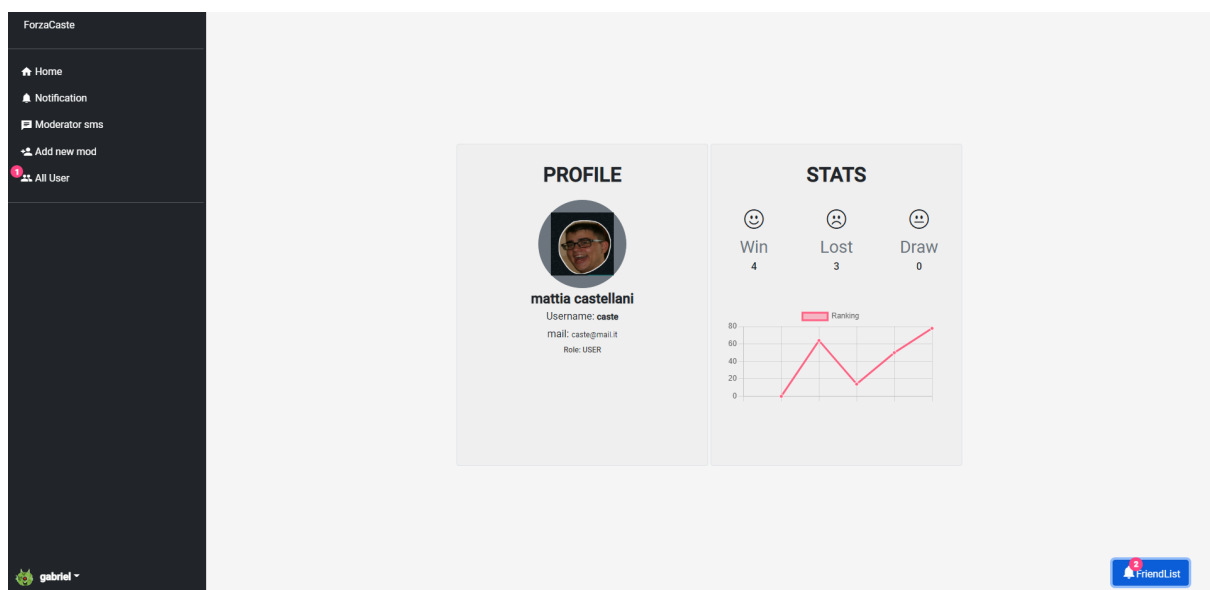 ForzaCaste
Home
Notification
Moderator sms
Add new mod
1
All User
gabriel
PROFILE
mattia castellani
Username: caste
mail: caste@mail.it
Role: USER
STATS
Win Lost Draw
4 3 0
Ranking
80
60
40
20
0
2
FriendList